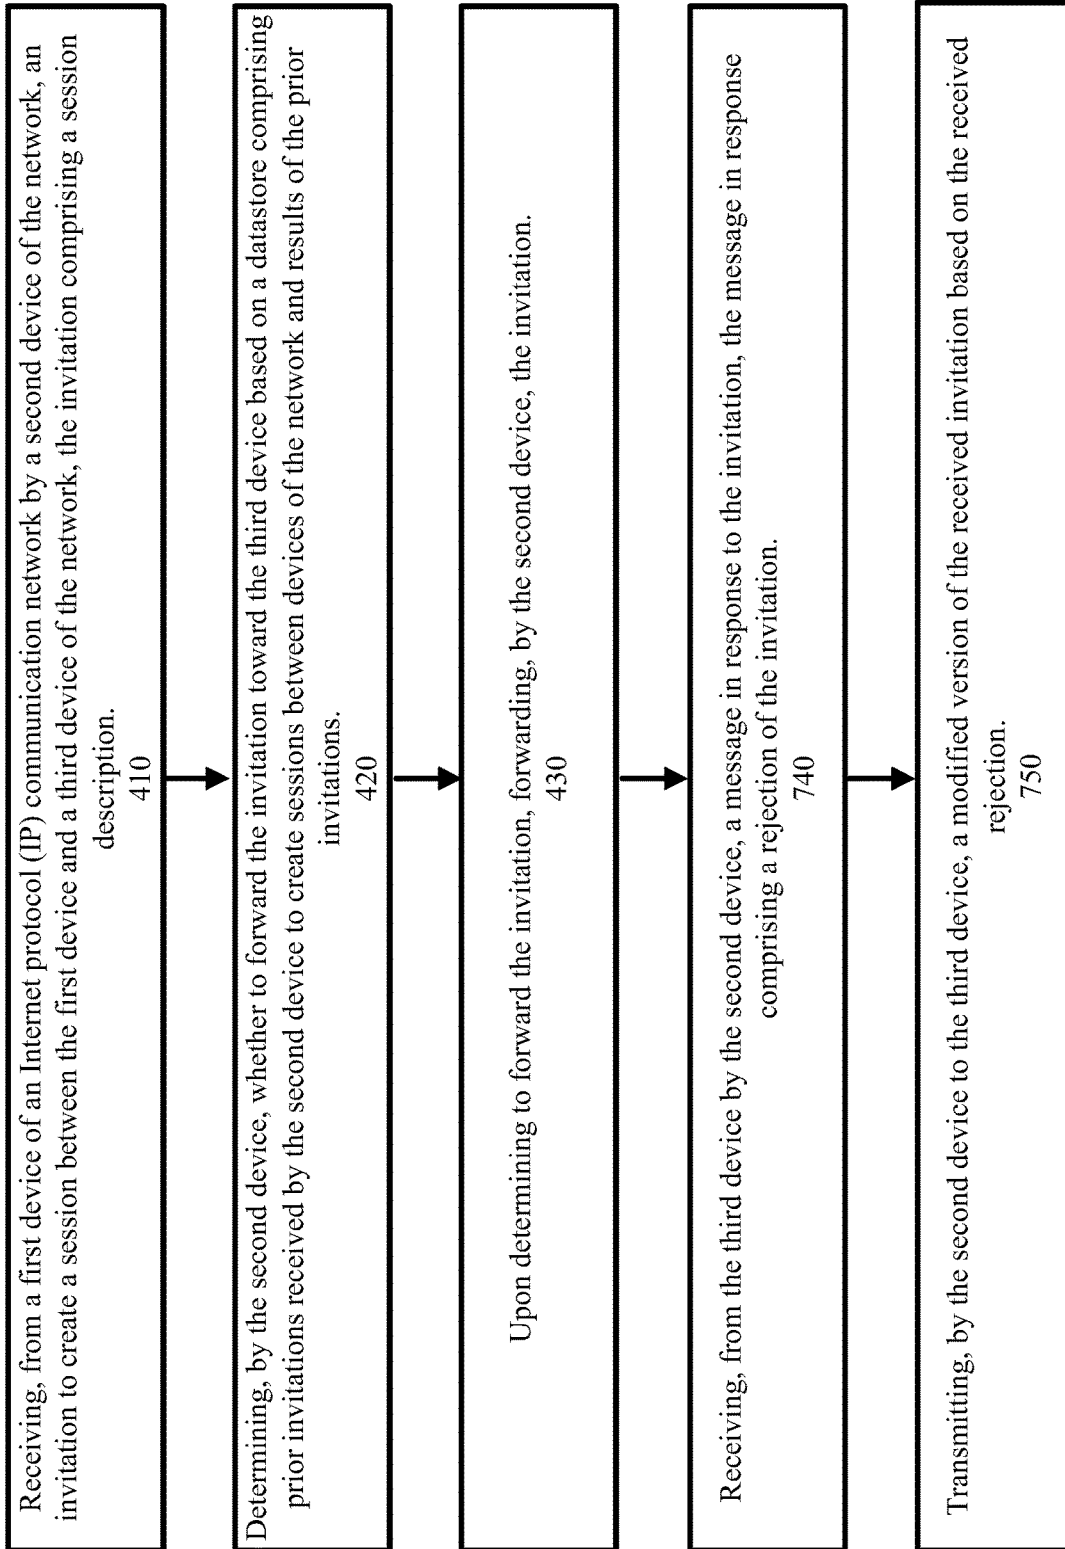 Receiving, from a first device of an Internet protocol (IP) communication network by a second device of the network, an
invitation to create a session between the first device and a third device of the network, the invitation comprising a session
description.
410
Determining, by the second device, whether to forward the invitation toward the third device based on a datastore comprising
prior invitations received by the second device to create sessions between devices of the network and results of the prior
invitations.
420
Upon determining to forward the invitation, forwarding, by the second device, the invitation.
430
Receiving, from the third device by the second device, a message in response to the invitation, the message in response
comprising a rejection of the invitation.
740
Transmitting, by the second device to the third device, a modified version of the received invitation based on the received
rejection.
750